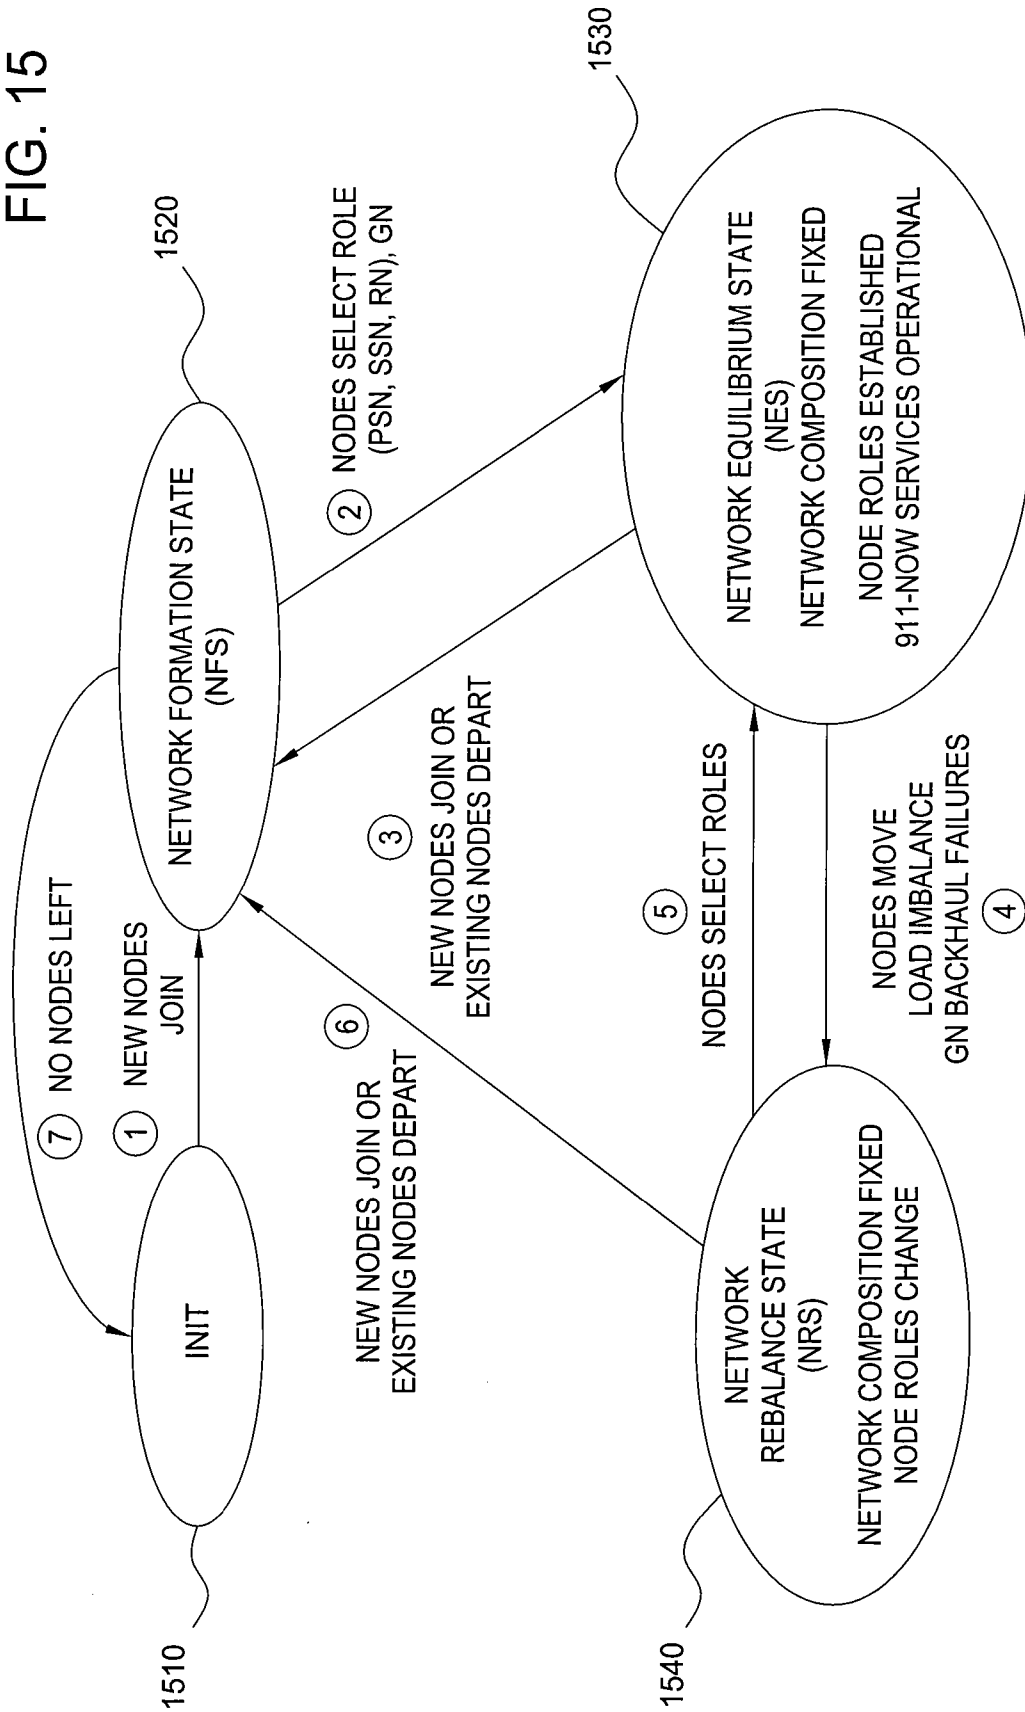 FIG. 15
7 NO NODES LEFT
1 NEW NODES
JOIN
INIT
1510
NETWORK FORMATION STATE
(NFS)
1520
2 NODES SELECT ROLE
(PSN, SSN, RN), GN
3
NEW NODES JOIN OR
EXISTING NODES DEPART
6
NEW NODES JOIN OR
EXISTING NODES DEPART
1530
NETWORK EQUILIBRIUM STATE
(NES)
NETWORK COMPOSITION FIXED
NODE ROLES ESTABLISHED
911-NOW SERVICES OPERATIONAL
5
NODES SELECT ROLES
NODES MOVE
LOAD IMBALANCE
GN BACKHAUL FAILURES
4
NETWORK
REBALANCE STATE
(NRS)
NETWORK COMPOSITION FIXED
NODE ROLES CHANGE
1540